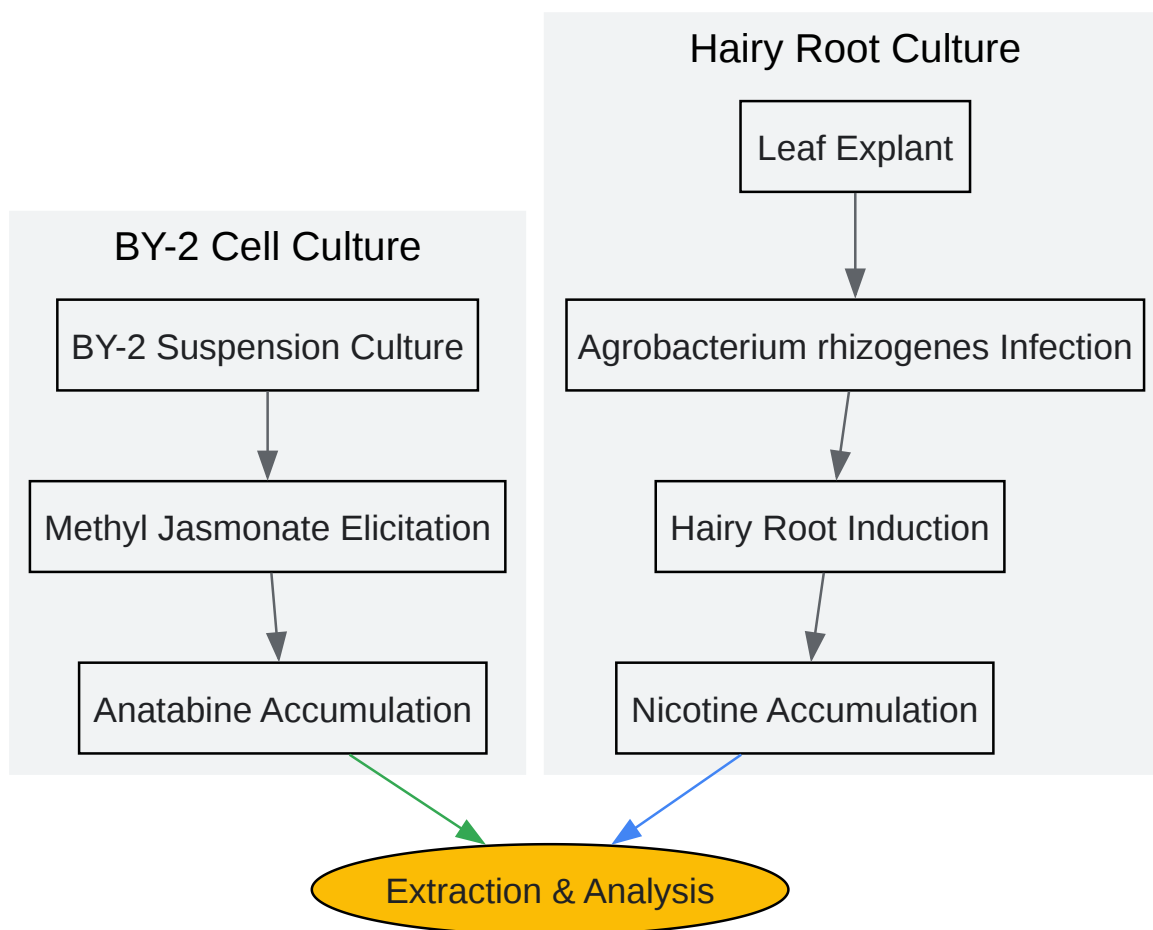 Hairy Root Culture
Leaf Explant
Agrobacterium rhizogenes Infection
Hairy Root Induction
Nicotine Accumulation
BY-2 Cell Culture
BY-2 Suspension Culture
Methyl Jasmonate Elicitation
Anatabine Accumulation
Extraction & Analysis